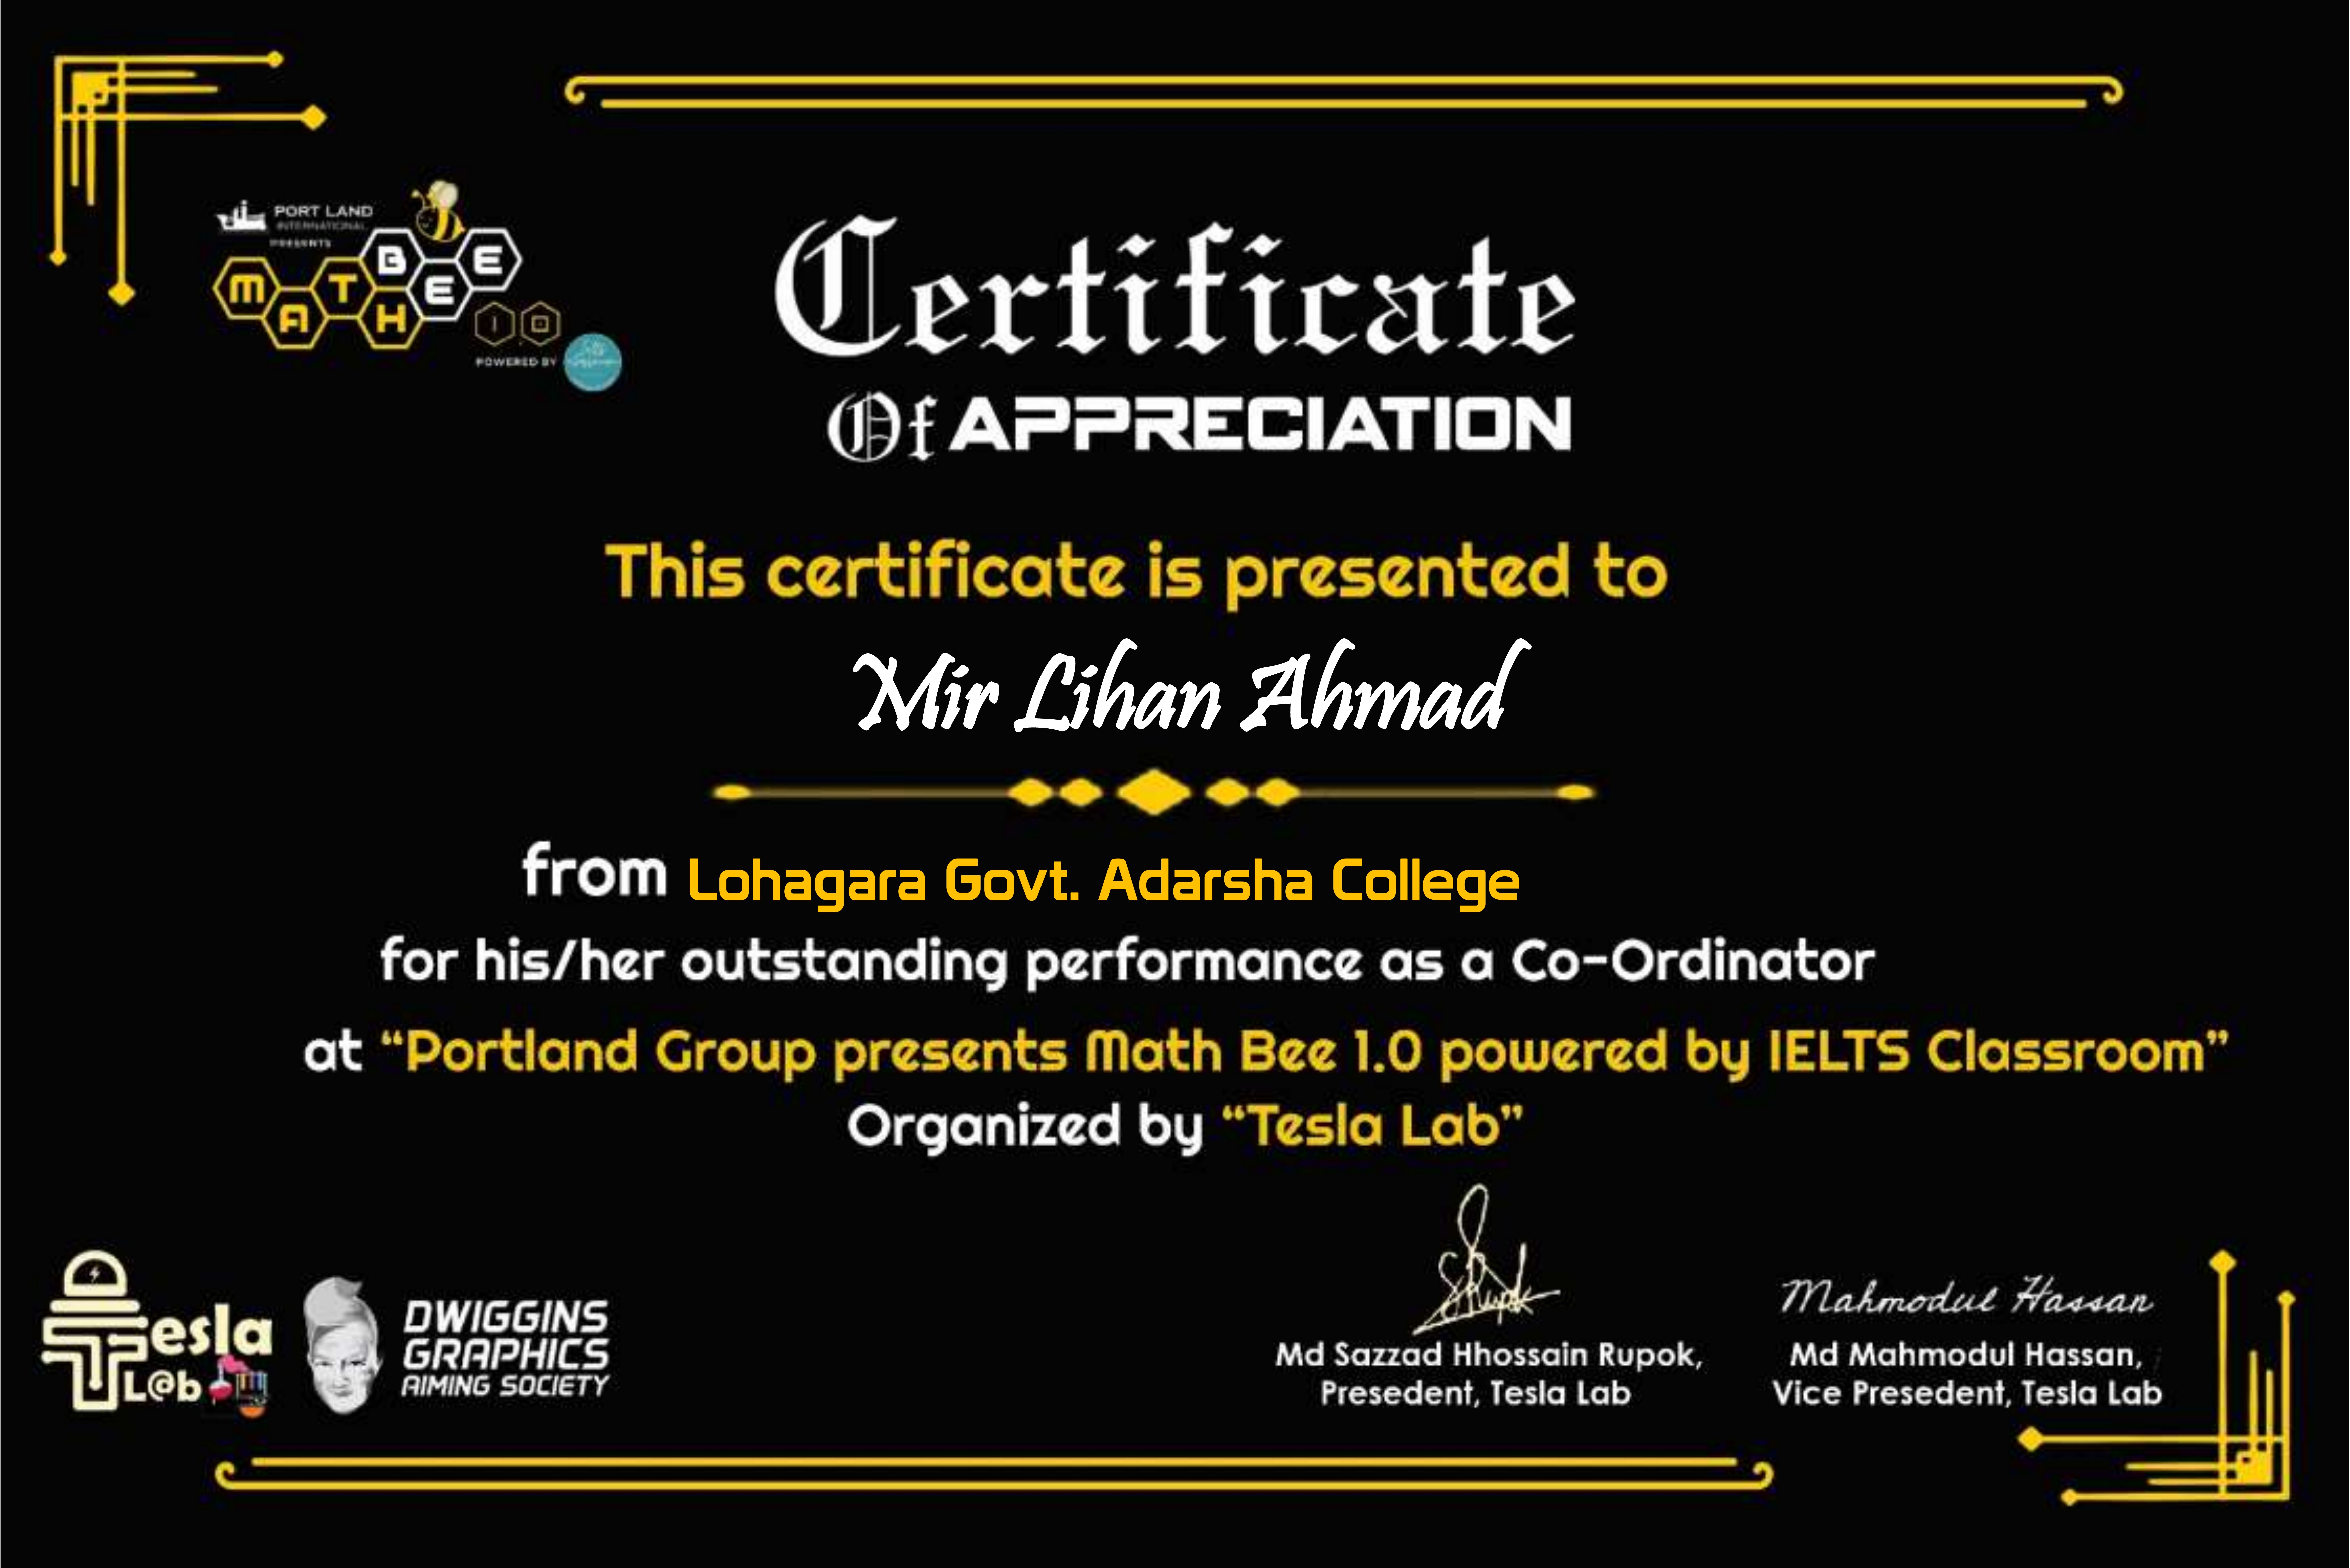 PORT LAND
INTERNATIONAL
PRESENTS
MATH BEE
1.0
POWERED BY
Certificate
Of APPRECIATION
This certificate is presented to
Mir Lihan Ahmad
from Lohagara Govt. Adarsha College
for his/her outstanding performance as a Co-Ordinator
at “Portland Group presents Math Bee 1.0 powered by IELTS Classroom”
Organized by “Tesla Lab”
Tesla
L@b
DWIGGINS
GRAPHICS
AIMING SOCIETY
SRupok
Md Sazzad Hhossain Rupok,
Presedent, Tesla Lab
Mahmodul Hassan
Md Mahmodul Hassan,
Vice Presedent, Tesla Lab